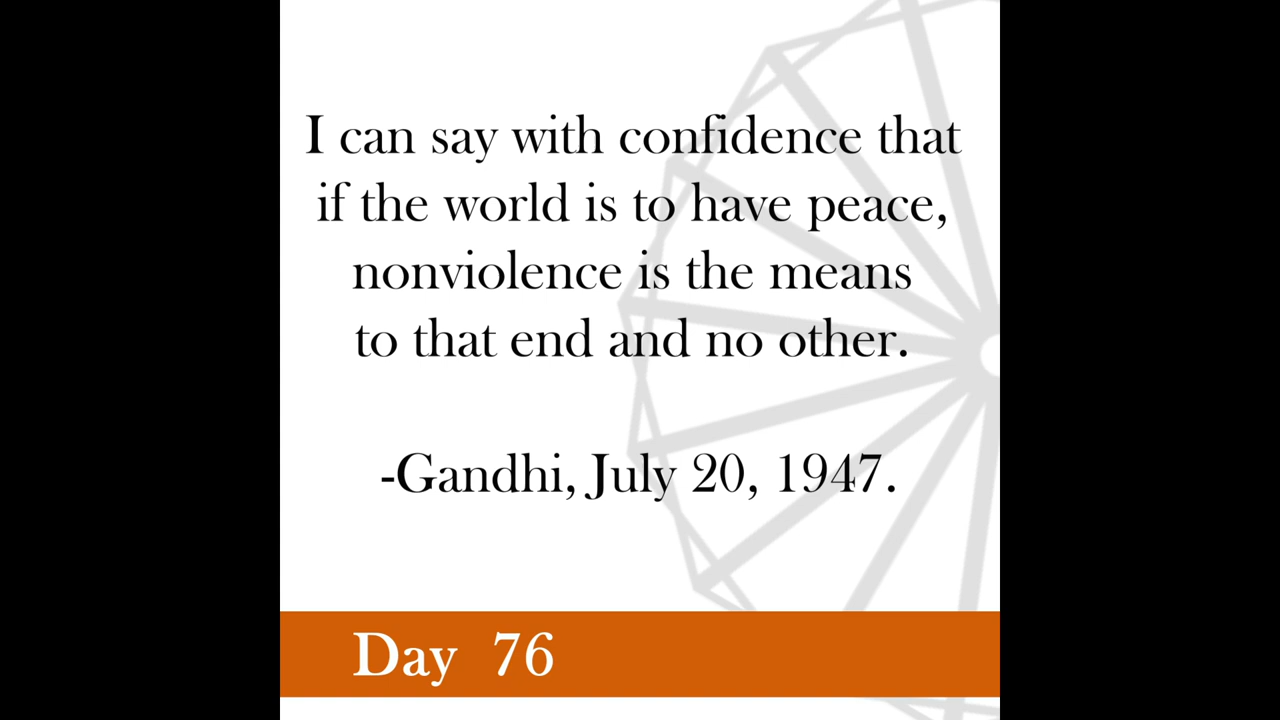 I can say with confidence that
if the world is to have peace,
nonviolence is the means
to that end and no other.
-Gandhi, July 20, 1947.
Day 76